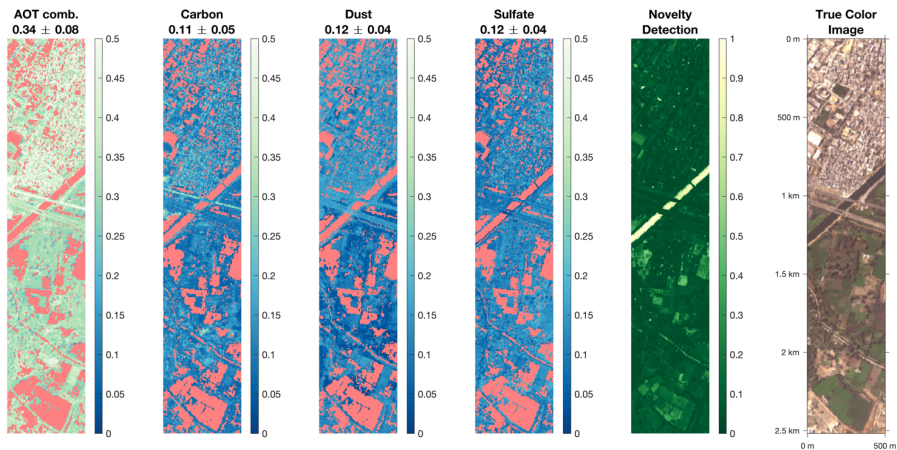 AOT comb.
0.34 ± 0.08
0.5
0.45
0.4
0.35
0.3
0.25
0.2
0.15
0.1
0.05
0
Carbon
0.11 ± 0.05
0.5
0.45
0.4
0.35
0.3
0.25
0.2
0.15
0.1
0.05
0
Dust
0.12 ± 0.04
0.5
0.45
0.4
0.35
0.3
0.25
0.2
0.15
0.1
0.05
0
Sulfate
0.12 ± 0.04
0.5
0.45
0.4
0.35
0.3
0.25
0.2
0.15
0.1
0.05
0
Novelty
Detection
1
0.9
0.8
0.7
0.6
0.5
0.4
0.3
0.2
0.1
0
True Color
Image
0 m
500 m
1 km
1.5 km
2 km
2.5 km
0 m 500 m